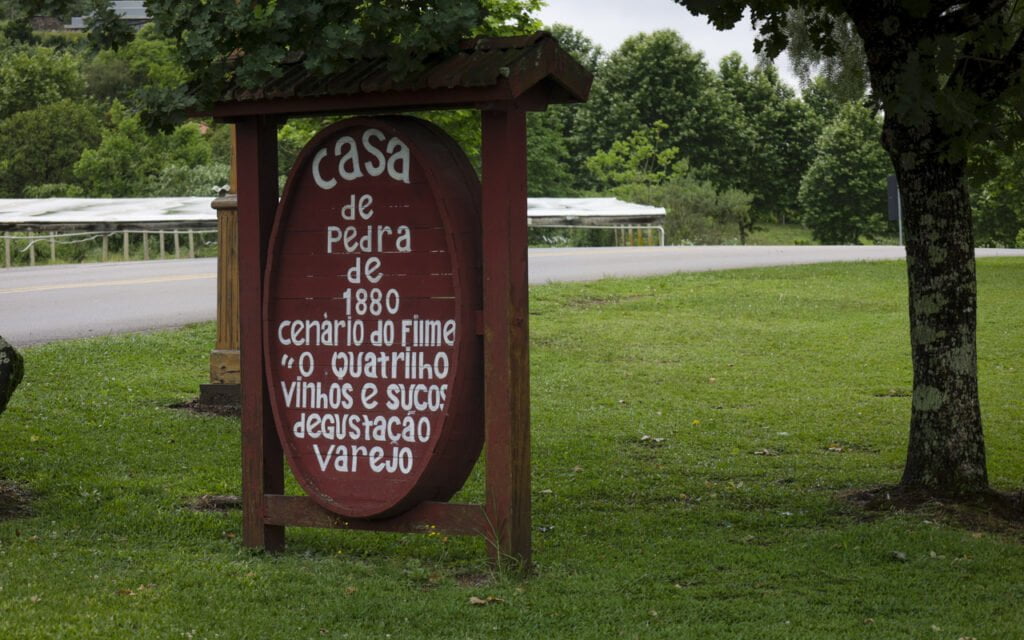 casa
de
Pedra
de
1880
cenário do Filme
"o Quatrilho
vinhos e sucos
degustação
varejo